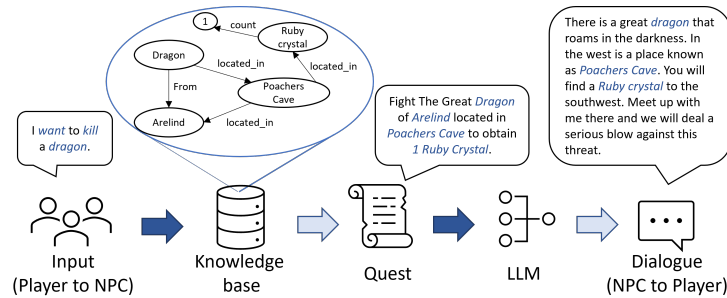 I want to kill
a dragon.
1
count
Ruby
crystal
Dragon
located_in
located_in
From
Poachers
Cave
Arelind
located_in
Fight The Great Dragon
of Arelind located in
Poachers Cave to obtain
1 Ruby Crystal.
There is a great dragon that
roams in the darkness. In
the west is a place known
as Poachers Cave. You will
find a Ruby crystal to the
southwest. Meet up with
me there and we will deal a
serious blow against this
threat.
Input
(Player to NPC)
Knowledge
base
Quest
LLM
Dialogue
(NPC to Player)